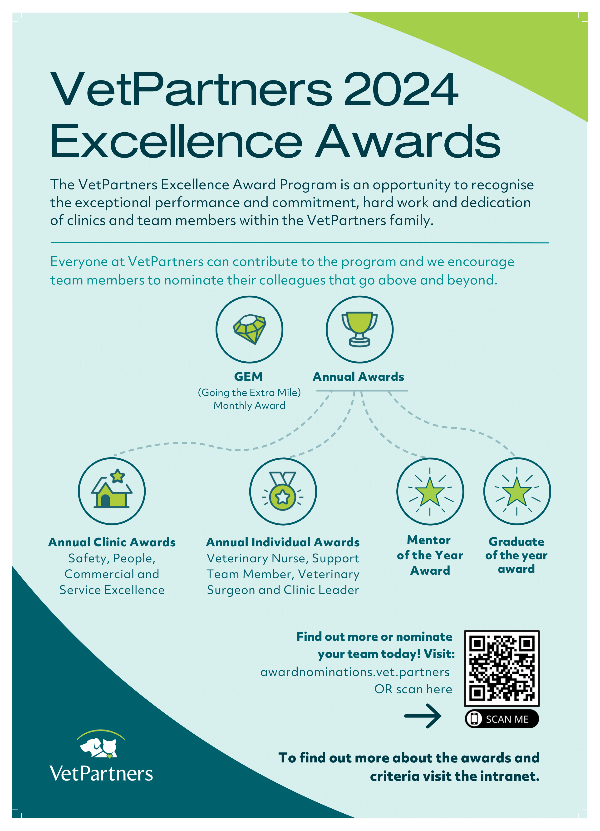 VetPartners 2024
Excellence Awards
The VetPartners Excellence Award Program is an opportunity to recognise
the exceptional performance and commitment, hard work and dedication
of clinics and team members within the VetPartners family.
Everyone at VetPartners can contribute to the program and we encourage
team members to nominate their colleagues that go above and beyond.
GEM
(Going the Extra Mile)
Monthly Award
Annual Awards
Annual Clinic Awards
Safety, People,
Commercial and
Service Excellence
Annual Individual Awards
Veterinary Nurse, Support
Team Member, Veterinary
Surgeon and Clinic Leader
Mentor
of the Year
Award
Graduate
of the year
award
Find out more or nominate
your team today! Visit:
awardnominations.vet.partners
OR scan here
SCAN ME
To find out more about the awards and
criteria visit the intranet.
VetPartners